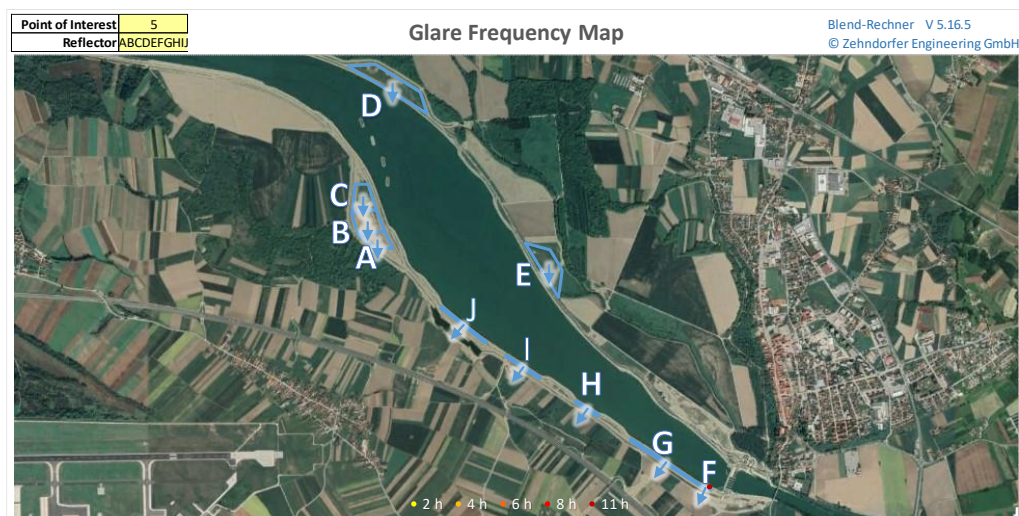 Point of Interest 5
Reflector ABCDEFGHIJ
Glare Frequency Map
Blend-Rechner V 5.16.5
© Zehndorfer Engineering GmbH
D
C
B
A
E
J
I
H
G
F
2 h 4 h 6 h 8 h 11 h